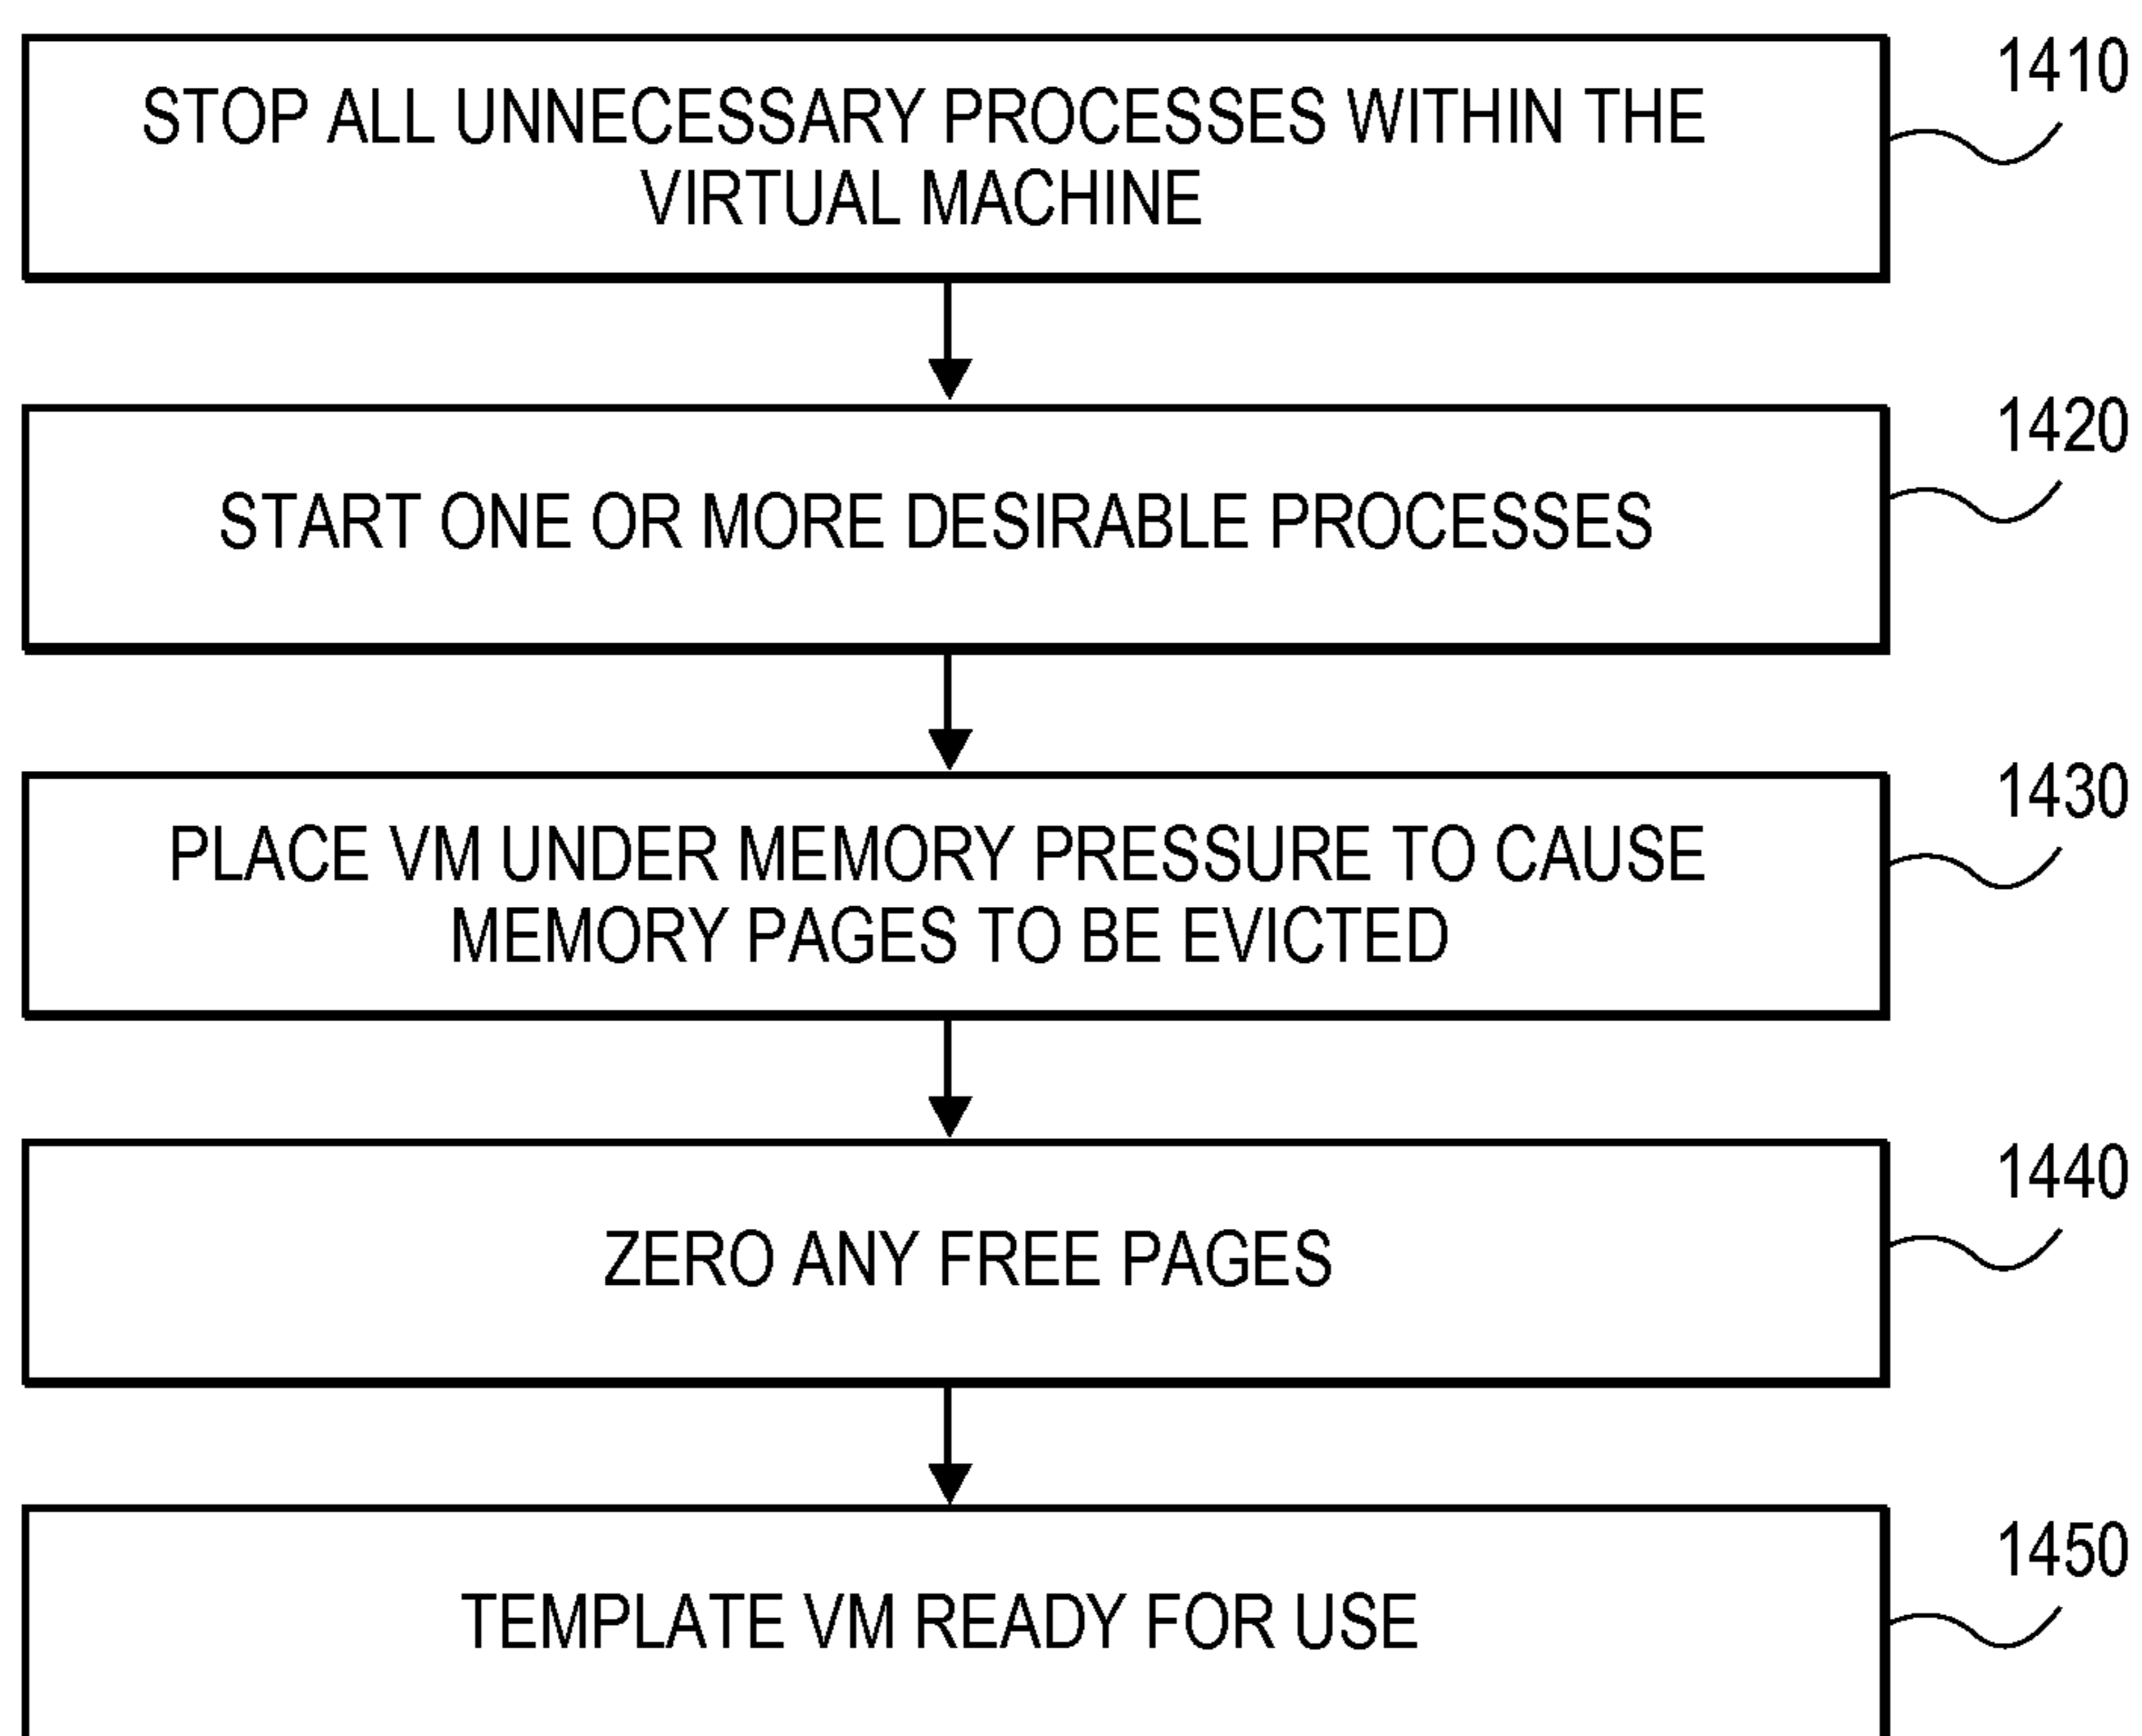 1410
STOP ALL UNNECESSARY PROCESSES WITHIN THE
VIRTUAL MACHINE
1420
START ONE OR MORE DESIRABLE PROCESSES
1430
PLACE VM UNDER MEMORY PRESSURE TO CAUSE
MEMORY PAGES TO BE EVICTED
1440
ZERO ANY FREE PAGES
1450
TEMPLATE VM READY FOR USE